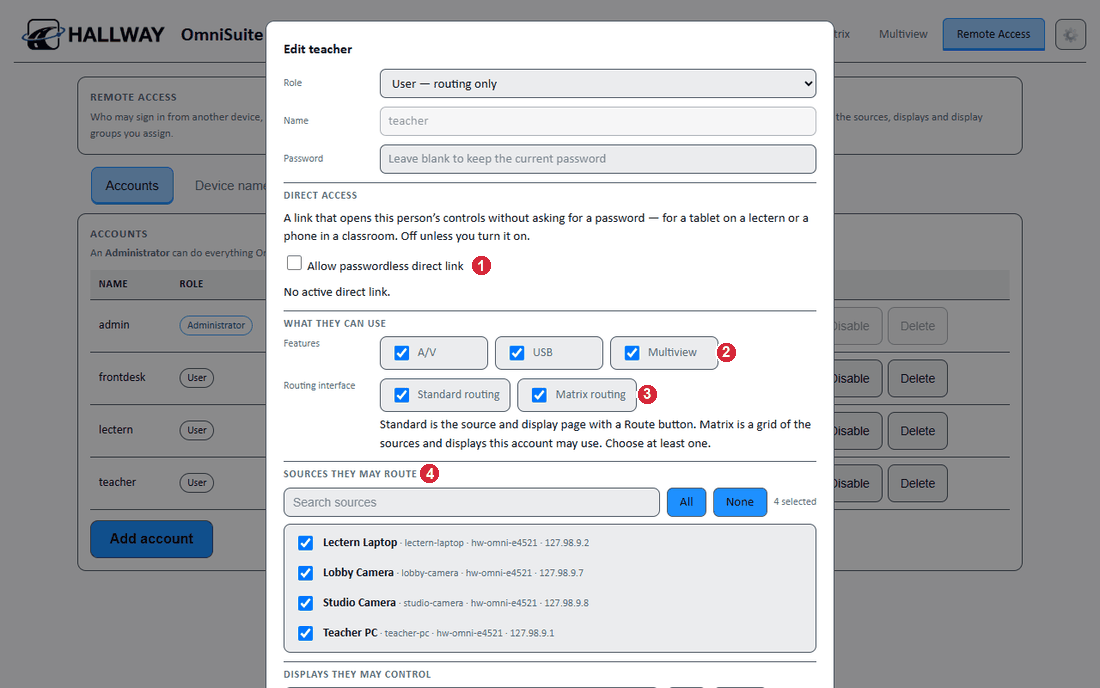 HALLWAY OmniSuite
trix Multiview Remote Access
REMOTE ACCESS
Who may sign in from another device, the sources, displays and display
groups you assign.
Accounts Device name
ACCOUNTS
An Administrator can do everything
NAME ROLE
admin Administrator Disable Delete
frontdesk User Disable Delete
lectern User Disable Delete
teacher User Disable Delete
Add account
Edit teacher
Role User — routing only
Name teacher
Password Leave blank to keep the current password
DIRECT ACCESS
A link that opens this person's controls without asking for a password — for a tablet on a lectern or a
phone in a classroom. Off unless you turn it on.
Allow passwordless direct link 1
No active direct link.
WHAT THEY CAN USE
Features A/V USB Multiview 2
Routing interface Standard routing Matrix routing 3
Standard is the source and display page with a Route button. Matrix is a grid of the
sources and displays this account may use. Choose at least one.
SOURCES THEY MAY ROUTE 4
Search sources All None 4 selected
Lectern Laptop · lectern-laptop · hw-omni-e4521 · 127.98.9.2
Lobby Camera · lobby-camera · hw-omni-e4521 · 127.98.9.7
Studio Camera · studio-camera · hw-omni-e4521 · 127.98.9.8
Teacher PC · teacher-pc · hw-omni-e4521 · 127.98.9.1
DISPLAYS THEY MAY CONTROL